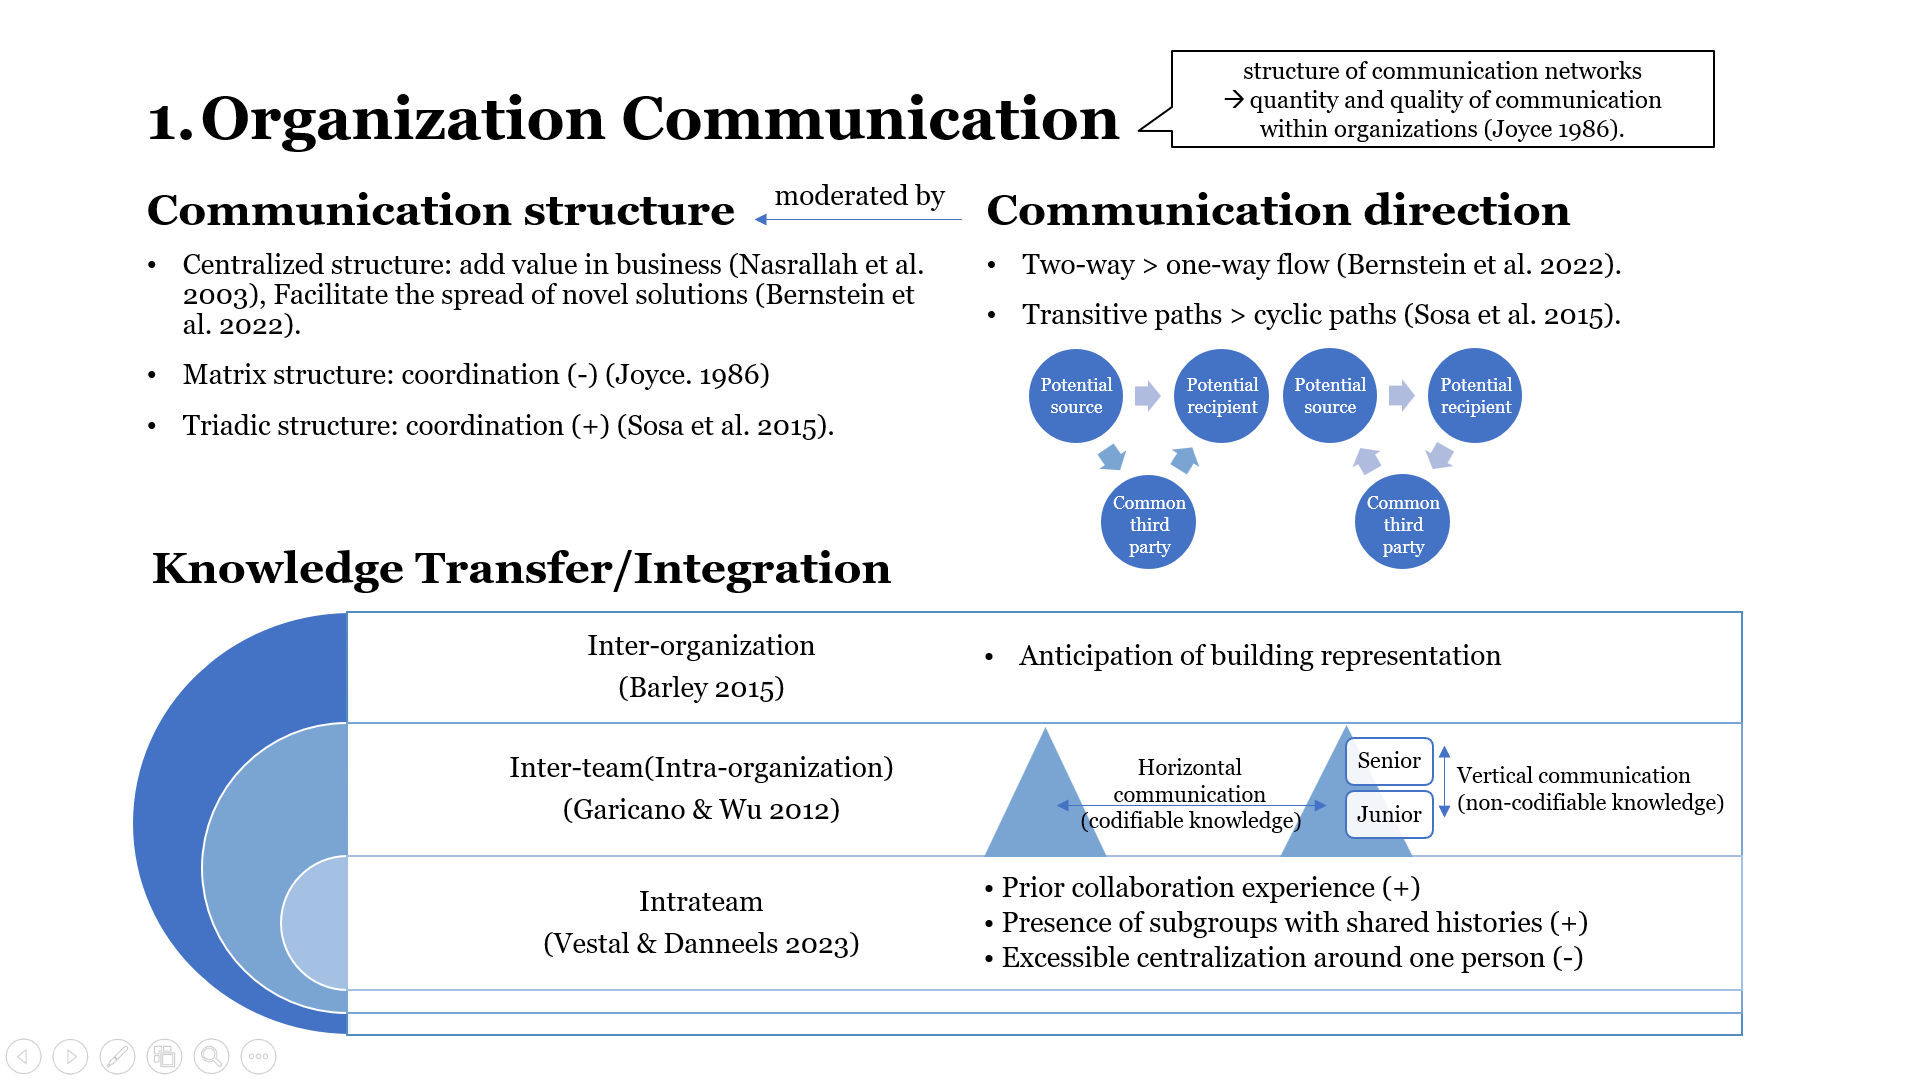 structure of communication networks
→ quantity and quality of communication
within organizations (Joyce 1986).
1. Organization Communication
Communication structure
moderated by
Communication direction
• Centralized structure: add value in business (Nasrallah et al.
2003), Facilitate the spread of novel solutions (Bernstein et
al. 2022).
• Matrix structure: coordination (-) (Joyce. 1986)
• Triadic structure: coordination (+) (Sosa et al. 2015).
• Two-way > one-way flow (Bernstein et al. 2022).
• Transitive paths > cyclic paths (Sosa et al. 2015).
Potential
source
Potential
recipient
Common
third
party
Potential
source
Potential
recipient
Common
third
party
Knowledge Transfer/Integration
Inter-organization
(Barley 2015)
• Anticipation of building representation
Inter-team(Intra-organization)
(Garicano & Wu 2012)
Horizontal
communication
(codifiable knowledge)
Senior
Junior
Vertical communication
(non-codifiable knowledge)
Intrateam
(Vestal & Danneels 2023)
• Prior collaboration experience (+)
• Presence of subgroups with shared histories (+)
• Excessible centralization around one person (-)